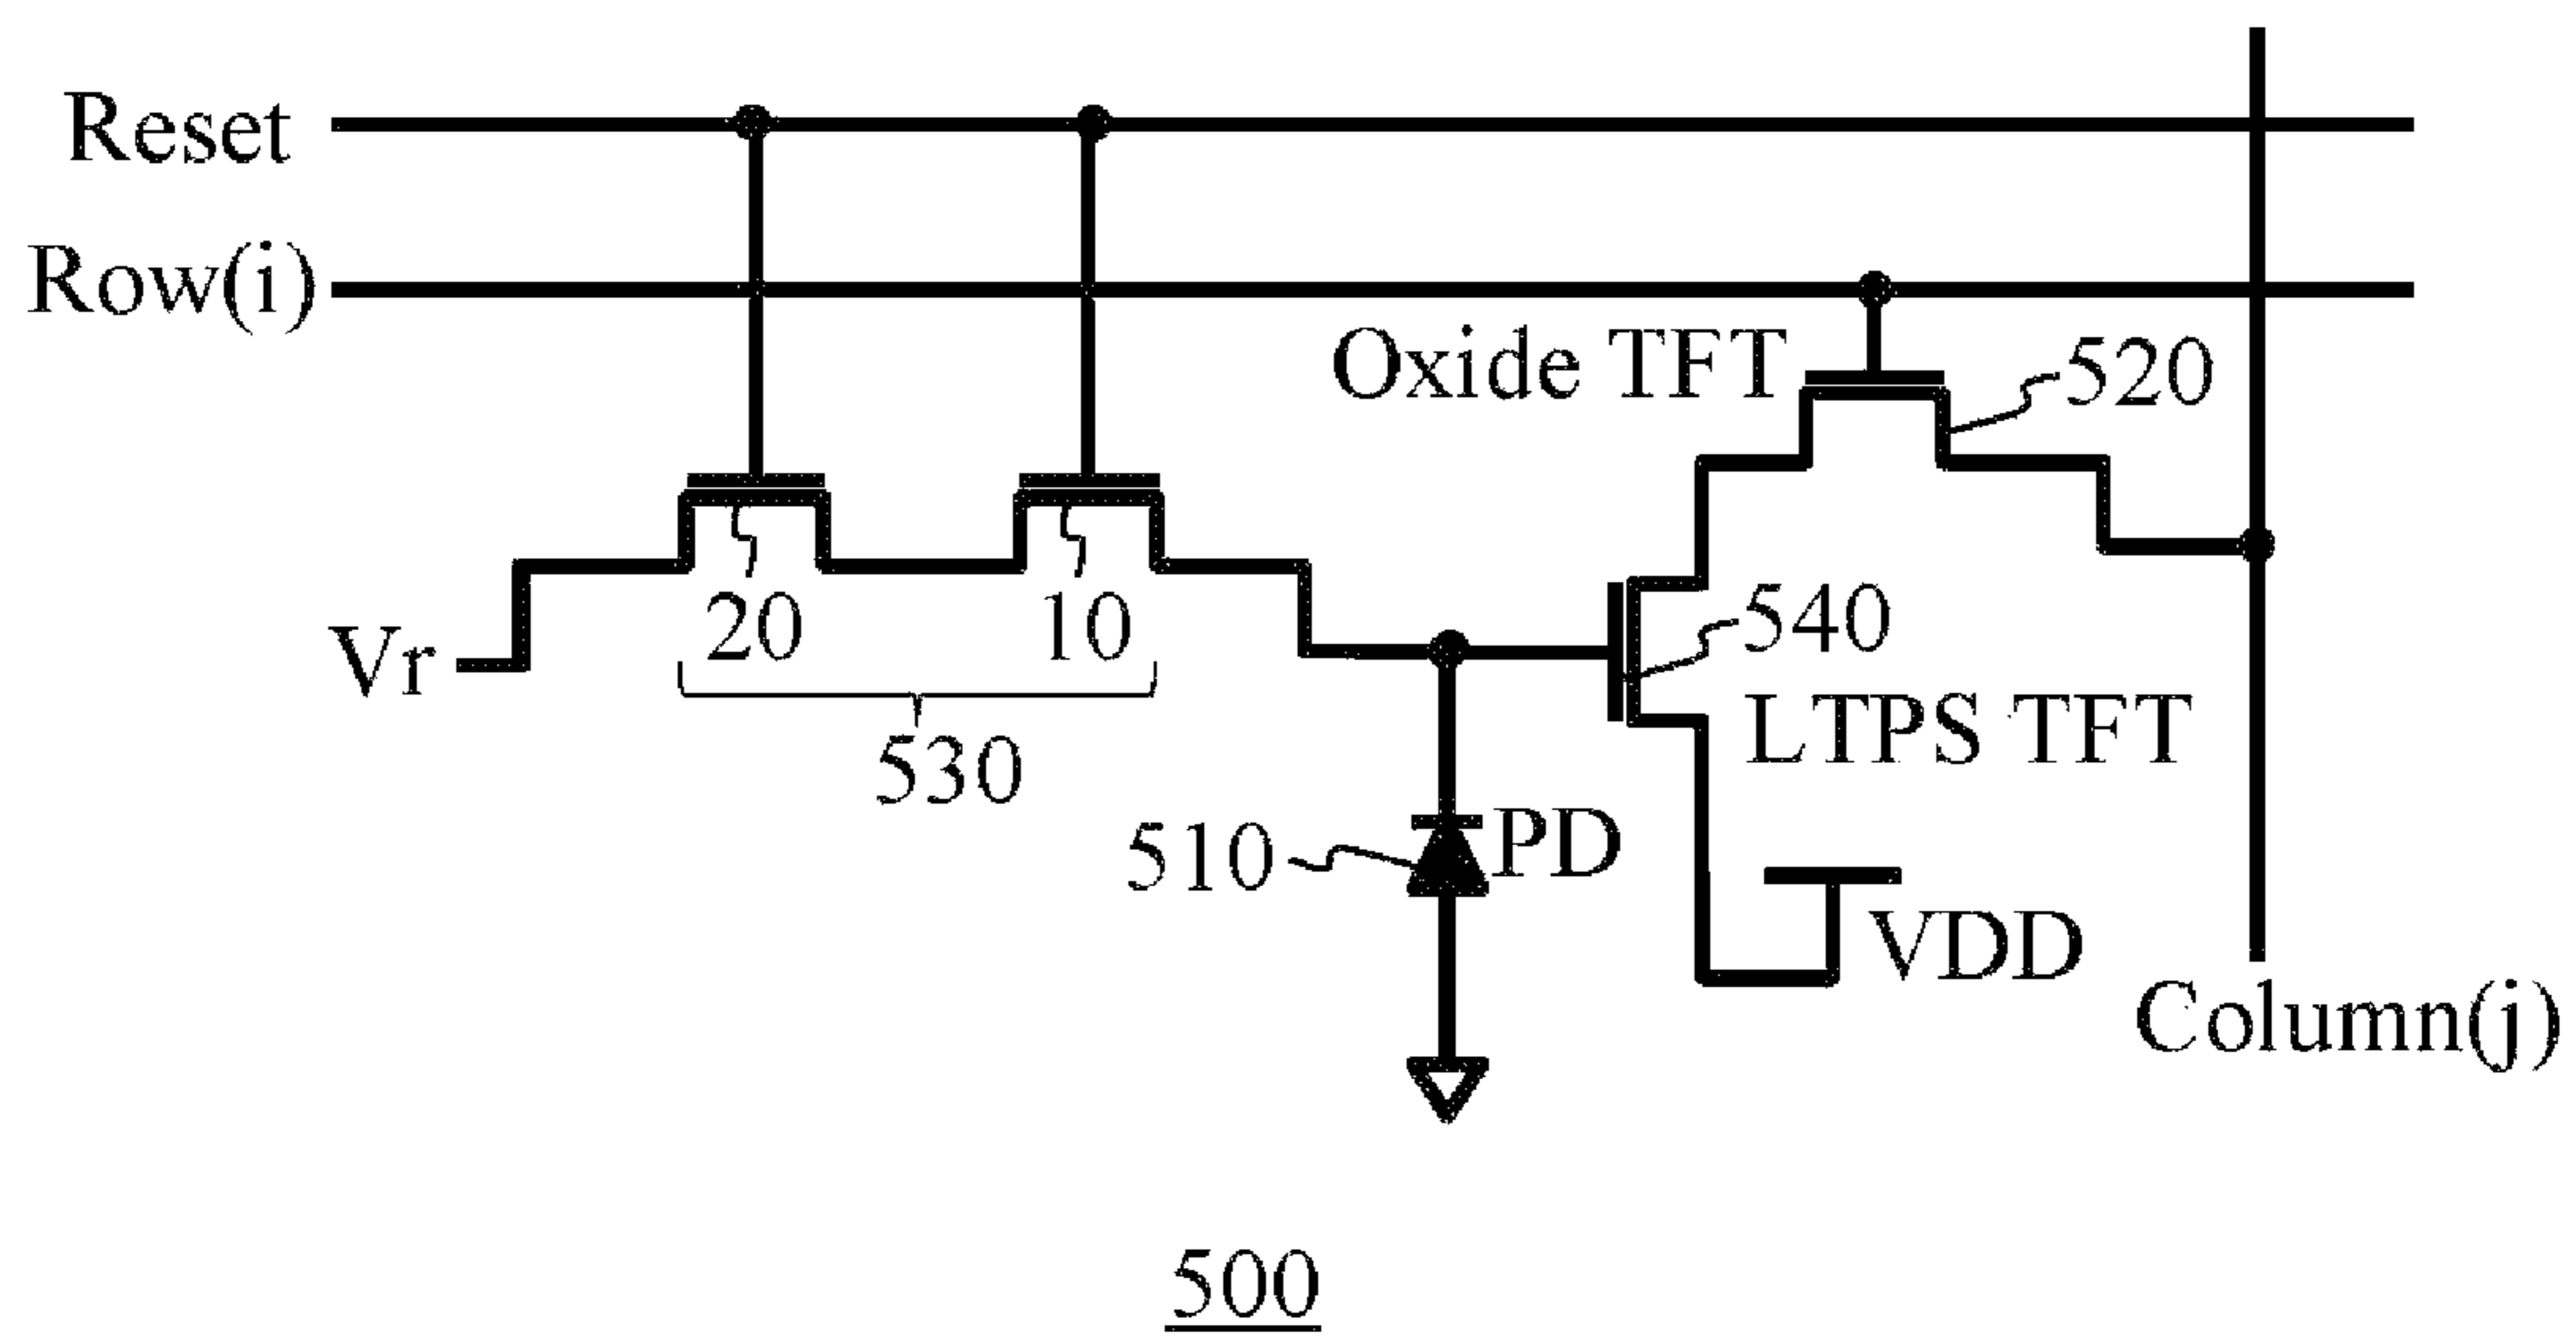 Reset
Row(i)
Oxide TFT
520
20
10
540
Vr
LTPS TFT
530
510
PD
VDD
Column(j)
500